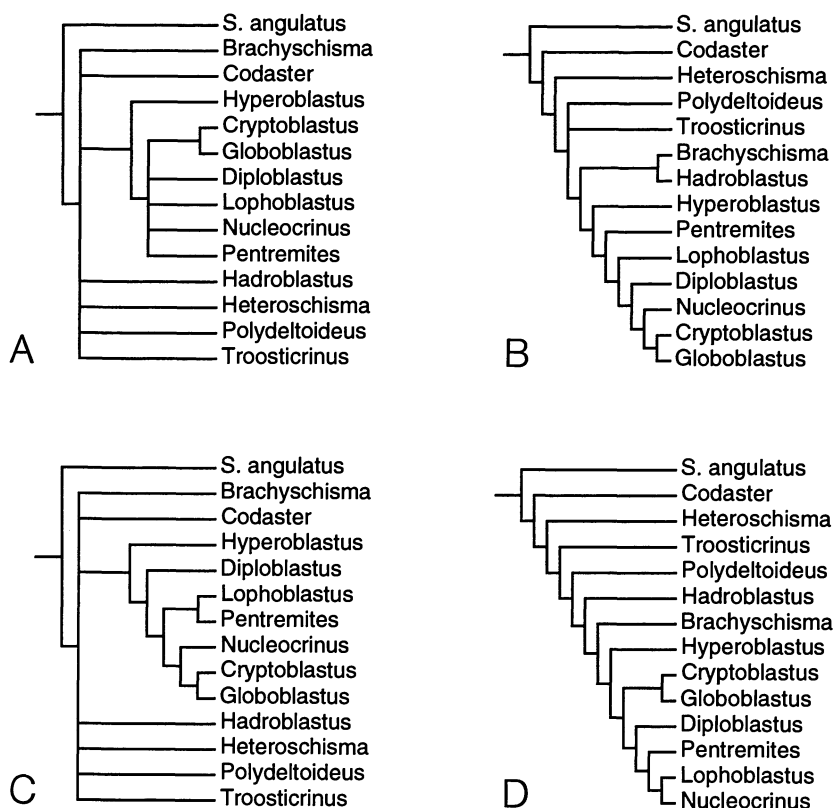 S. angulatus
Brachyschisma
Codaster
Hyperoblastus
Cryptoblastus
Globoblastus
Diploblastus
Lophoblastus
Nucleocrinus
Pentremites
Hadroblastus
Heteroschisma
Polydeltoideus
Troosticrinus
A
S. angulatus
Codaster
Heteroschisma
Polydeltoideus
Troosticrinus
Brachyschisma
Hadroblastus
Hyperoblastus
Pentremites
Lophoblastus
Diploblastus
Nucleocrinus
Cryptoblastus
Globoblastus
B
S. angulatus
Brachyschisma
Codaster
Hyperoblastus
Diploblastus
Lophoblastus
Pentremites
Nucleocrinus
Cryptoblastus
Globoblastus
Hadroblastus
Heteroschisma
Polydeltoideus
Troosticrinus
C
S. angulatus
Codaster
Heteroschisma
Troosticrinus
Polydeltoideus
Hadroblastus
Brachyschisma
Hyperoblastus
Cryptoblastus
Globoblastus
Diploblastus
Pentremites
Lophoblastus
Nucleocrinus
D